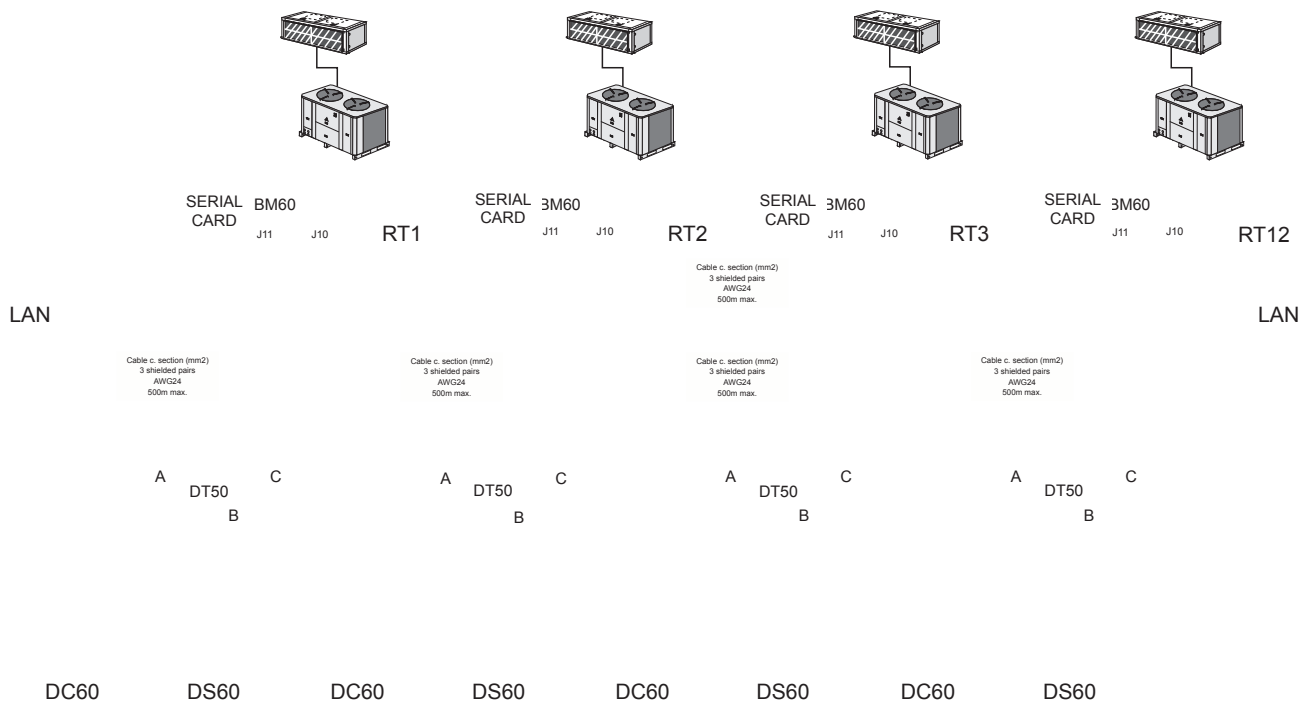 SERIAL
CARD
BM60
J11
J10
RT1
SERIAL
CARD
BM60
J11
J10
RT2
SERIAL
CARD
BM60
J11
J10
RT3
SERIAL
CARD
BM60
J11
J10
RT12
Cable c. section (mm2)
3 shielded pairs
AWG24
500m max.
LAN
LAN
Cable c. section (mm2)
3 shielded pairs
AWG24
500m max.
Cable c. section (mm2)
3 shielded pairs
AWG24
500m max.
Cable c. section (mm2)
3 shielded pairs
AWG24
500m max.
Cable c. section (mm2)
3 shielded pairs
AWG24
500m max.
A
DT50
C
B
A
DT50
C
B
A
DT50
C
B
A
DT50
C
B
DC60
DS60
DC60
DS60
DC60
DS60
DC60
DS60